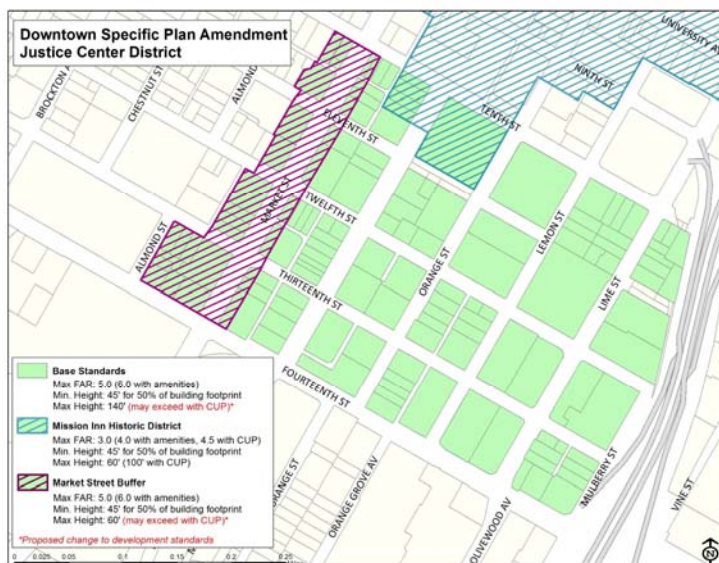 Downtown Specific Plan Amendment
Justice Center District
UNIVERSITY AV
NINTH ST
TENTH ST
BROCKTON A
CHESTNUT ST
ALMOND
ELEVENTH ST
MARKET ST
TWELFTH ST
LEMON ST
ALMOND ST
ORANGE ST
THIRTEENTH ST
LIME ST
FOURTEENTH ST
MULBERRY ST
VINE ST
ORANGE ST
ORANGE GROVE AV
OLIVEWOOD AV
Base Standards
Max FAR: 5.0 (6.0 with amenities)
Min. Height: 45' for 50% of building footprint
Max Height: 140' (may exceed with CUP)*
Mission Inn Historic District
Max FAR: 3.0 (4.0 with amenities, 4.5 with CUP)
Min. Height: 45' for 50% of building footprint
Max Height: 60' (100' with CUP)
Market Street Buffer
Max FAR: 5.0 (6.0 with amenities)
Min. Height: 45' for 50% of building footprint
Max Height: 60' (may exceed with CUP)*
*Proposed change to development standards
0 0.025 0.05 0.1 0.15 0.2 0.25
N